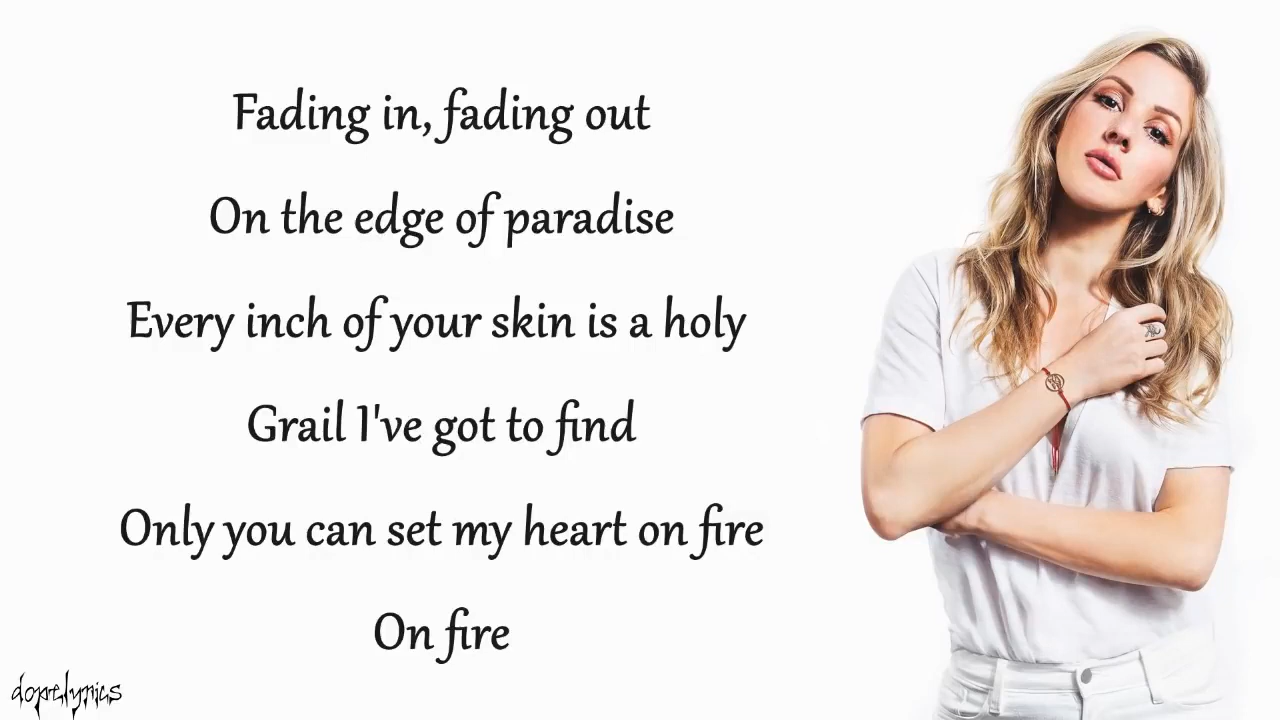 Fading in, fading out
On the edge of paradise
Every inch of your skin is a holy
Grail I've got to find
Only you can set my heart on fire
On fire
dopelyrics